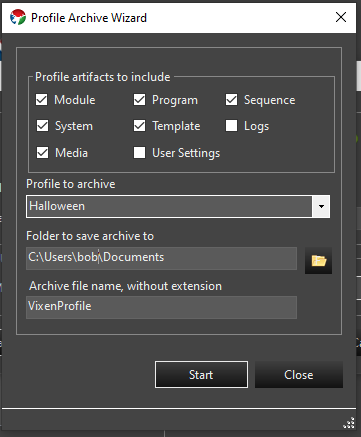 Profile Archive Wizard
Profile artifacts to include
Module Program Sequence
System Template Logs
Media User Settings
Profile to archive
Halloween
Folder to save archive to
C:\Users\bob\Documents
Archive file name, without extension
VixenProfile
Start Close